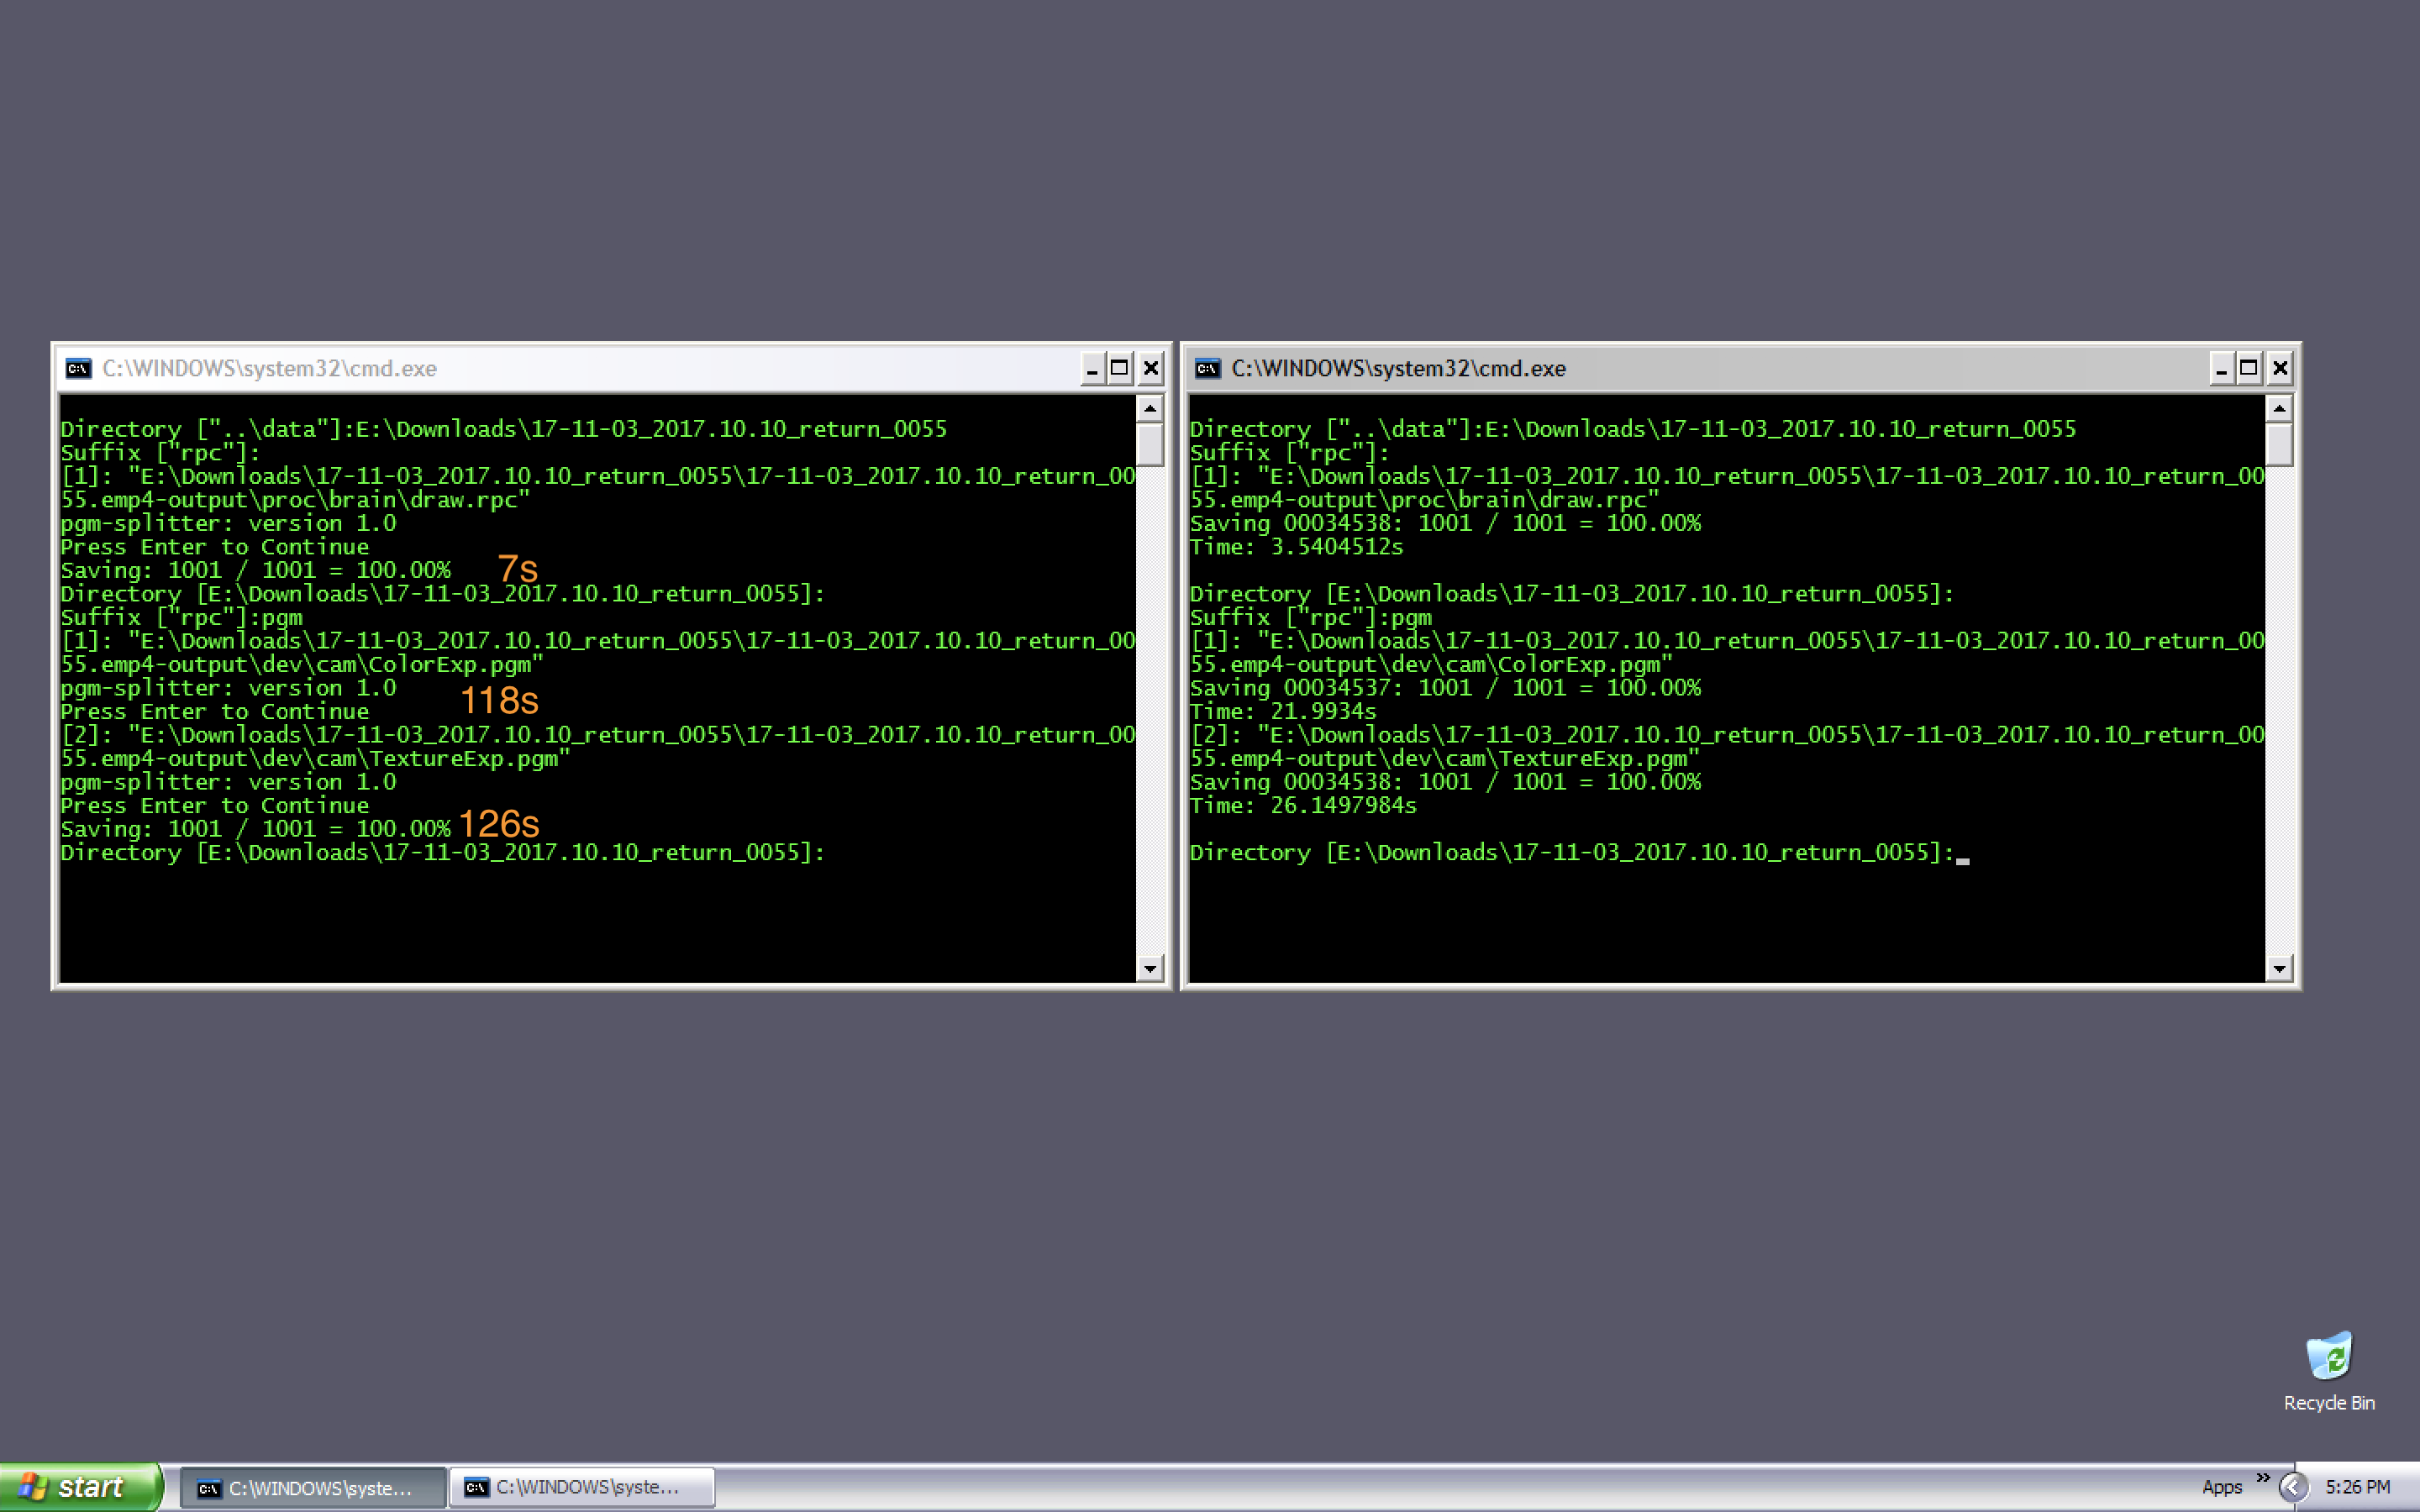 C:\WINDOWS\system32\cmd.exe
Directory ["..\data"]:E:\Downloads\17-11-03_2017.10.10_return_0055
Suffix ["rpc"]:
[1]: "E:\Downloads\17-11-03_2017.10.10_return_0055\17-11-03_2017.10.10_return_00
55.emp4-output\proc\brain\draw.rpc"
pgm-splitter: version 1.0
Press Enter to Continue
Saving: 1001 / 1001 = 100.00% 7s
Directory [E:\Downloads\17-11-03_2017.10.10_return_0055]:
Suffix ["rpc"]:pgm
[1]: "E:\Downloads\17-11-03_2017.10.10_return_0055\17-11-03_2017.10.10_return_00
55.emp4-output\dev\cam\ColorExp.pgm"
pgm-splitter: version 1.0
118s
Press Enter to Continue
[2]: "E:\Downloads\17-11-03_2017.10.10_return_0055\17-11-03_2017.10.10_return_00
55.emp4-output\dev\cam\TextureExp.pgm"
pgm-splitter: version 1.0
Press Enter to Continue
Saving: 1001 / 1001 = 100.00% 126s
Directory [E:\Downloads\17-11-03_2017.10.10_return_0055]:
C:\WINDOWS\system32\cmd.exe
Directory ["..\data"]:E:\Downloads\17-11-03_2017.10.10_return_0055
Suffix ["rpc"]:
[1]: "E:\Downloads\17-11-03_2017.10.10_return_0055\17-11-03_2017.10.10_return_00
55.emp4-output\proc\brain\draw.rpc"
Saving 00034538: 1001 / 1001 = 100.00%
Time: 3.5404512s
Directory [E:\Downloads\17-11-03_2017.10.10_return_0055]:
Suffix ["rpc"]:pgm
[1]: "E:\Downloads\17-11-03_2017.10.10_return_0055\17-11-03_2017.10.10_return_00
55.emp4-output\dev\cam\ColorExp.pgm"
Saving 00034537: 1001 / 1001 = 100.00%
Time: 21.9934s
[2]: "E:\Downloads\17-11-03_2017.10.10_return_0055\17-11-03_2017.10.10_return_00
55.emp4-output\dev\cam\TextureExp.pgm"
Saving 00034538: 1001 / 1001 = 100.00%
Time: 26.1497984s
Directory [E:\Downloads\17-11-03_2017.10.10_return_0055]:
Recycle Bin
start
C:\WINDOWS\syste...
C:\WINDOWS\syste...
Apps
5:26 PM